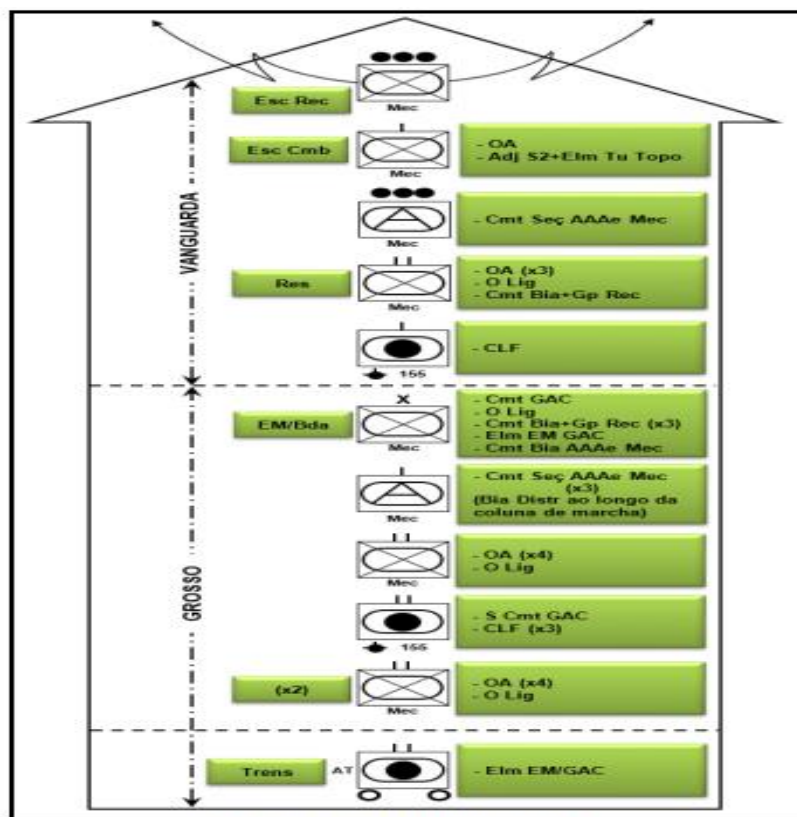 Esc Rec
Mec
Esc Cmb
Mec
- OA
- Adj S2+Elm Tu Topo
Mec
- Cmt Seç AAAe Mec
VANGUARDA
Res
Mec
- OA (x3)
- O Lig
- Cmt Bia+Gp Rec
155
- CLF
X
EM/Bda
Mec
- Cmt GAC
- O Lig
- Cmt Bia+Gp Rec (x3)
- Elm EM GAC
- Cmt Bia AAAe Mec
Mec
- Cmt Seç AAAe Mec
(x3)
(Bia Distr ao longo da
coluna de marcha)
GROSSO
Mec
- OA (x4)
- O Lig
155
- S Cmt GAC
- CLF (x3)
(x2)
Mec
- OA (x4)
- O Lig
Trens
AT
- Elm EM/GAC